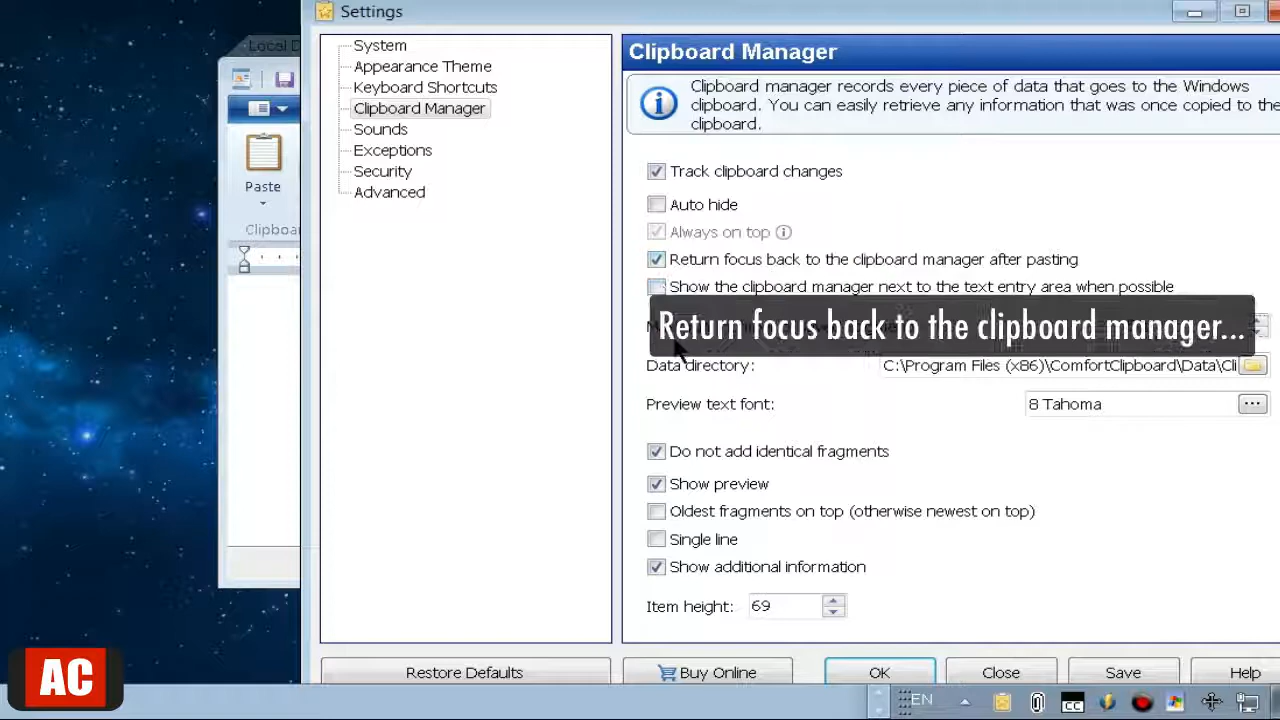 Settings
Local D
System
Appearance Theme
Keyboard Shortcuts
Clipboard Manager
Sounds
Exceptions
Security
Advanced
Paste
Clipboa
Clipboard Manager
Clipboard manager records every piece of data that goes to the Windows
clipboard. You can easily retrieve any information that was once copied to the
clipboard.
Track clipboard changes
Auto hide
Always on top
Return focus back to the clipboard manager after pasting
Show the clipboard manager next to the text entry area when possible
Return focus back to the clipboard manager...
Data directory: C:\Program Files (x86)\ComfortClipboard\Data\Cli
Preview text font: 8 Tahoma ...
Do not add identical fragments
Show preview
Oldest fragments on top (otherwise newest on top)
Single line
Show additional information
Item height: 69
Restore Defaults Buy Online OK Close Save Help
AC
EN CC